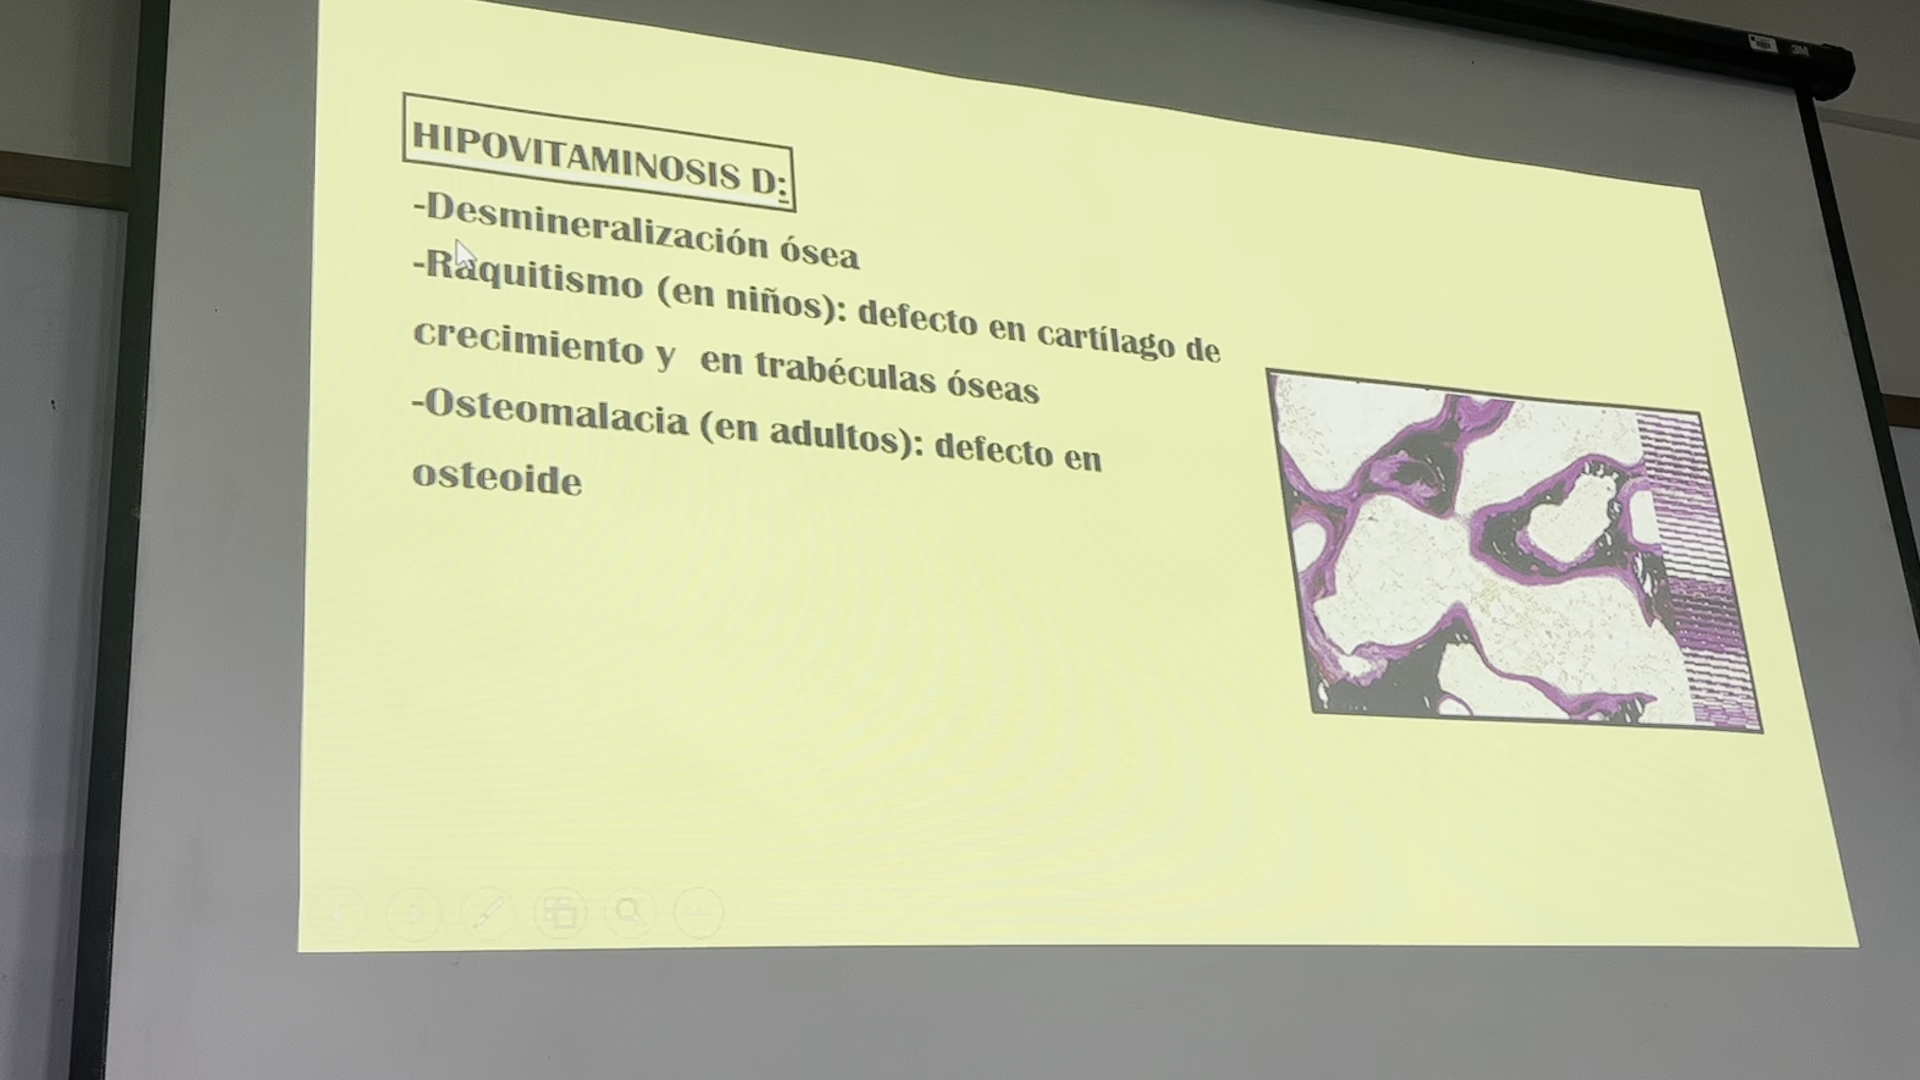 HIPOVITAMINOSIS D:
-Desmineralización ósea
-Raquitismo (en niños): defecto en cartílago de
crecimiento y en trabéculas óseas
-Osteomalacia (en adultos): defecto en
osteoide
3M